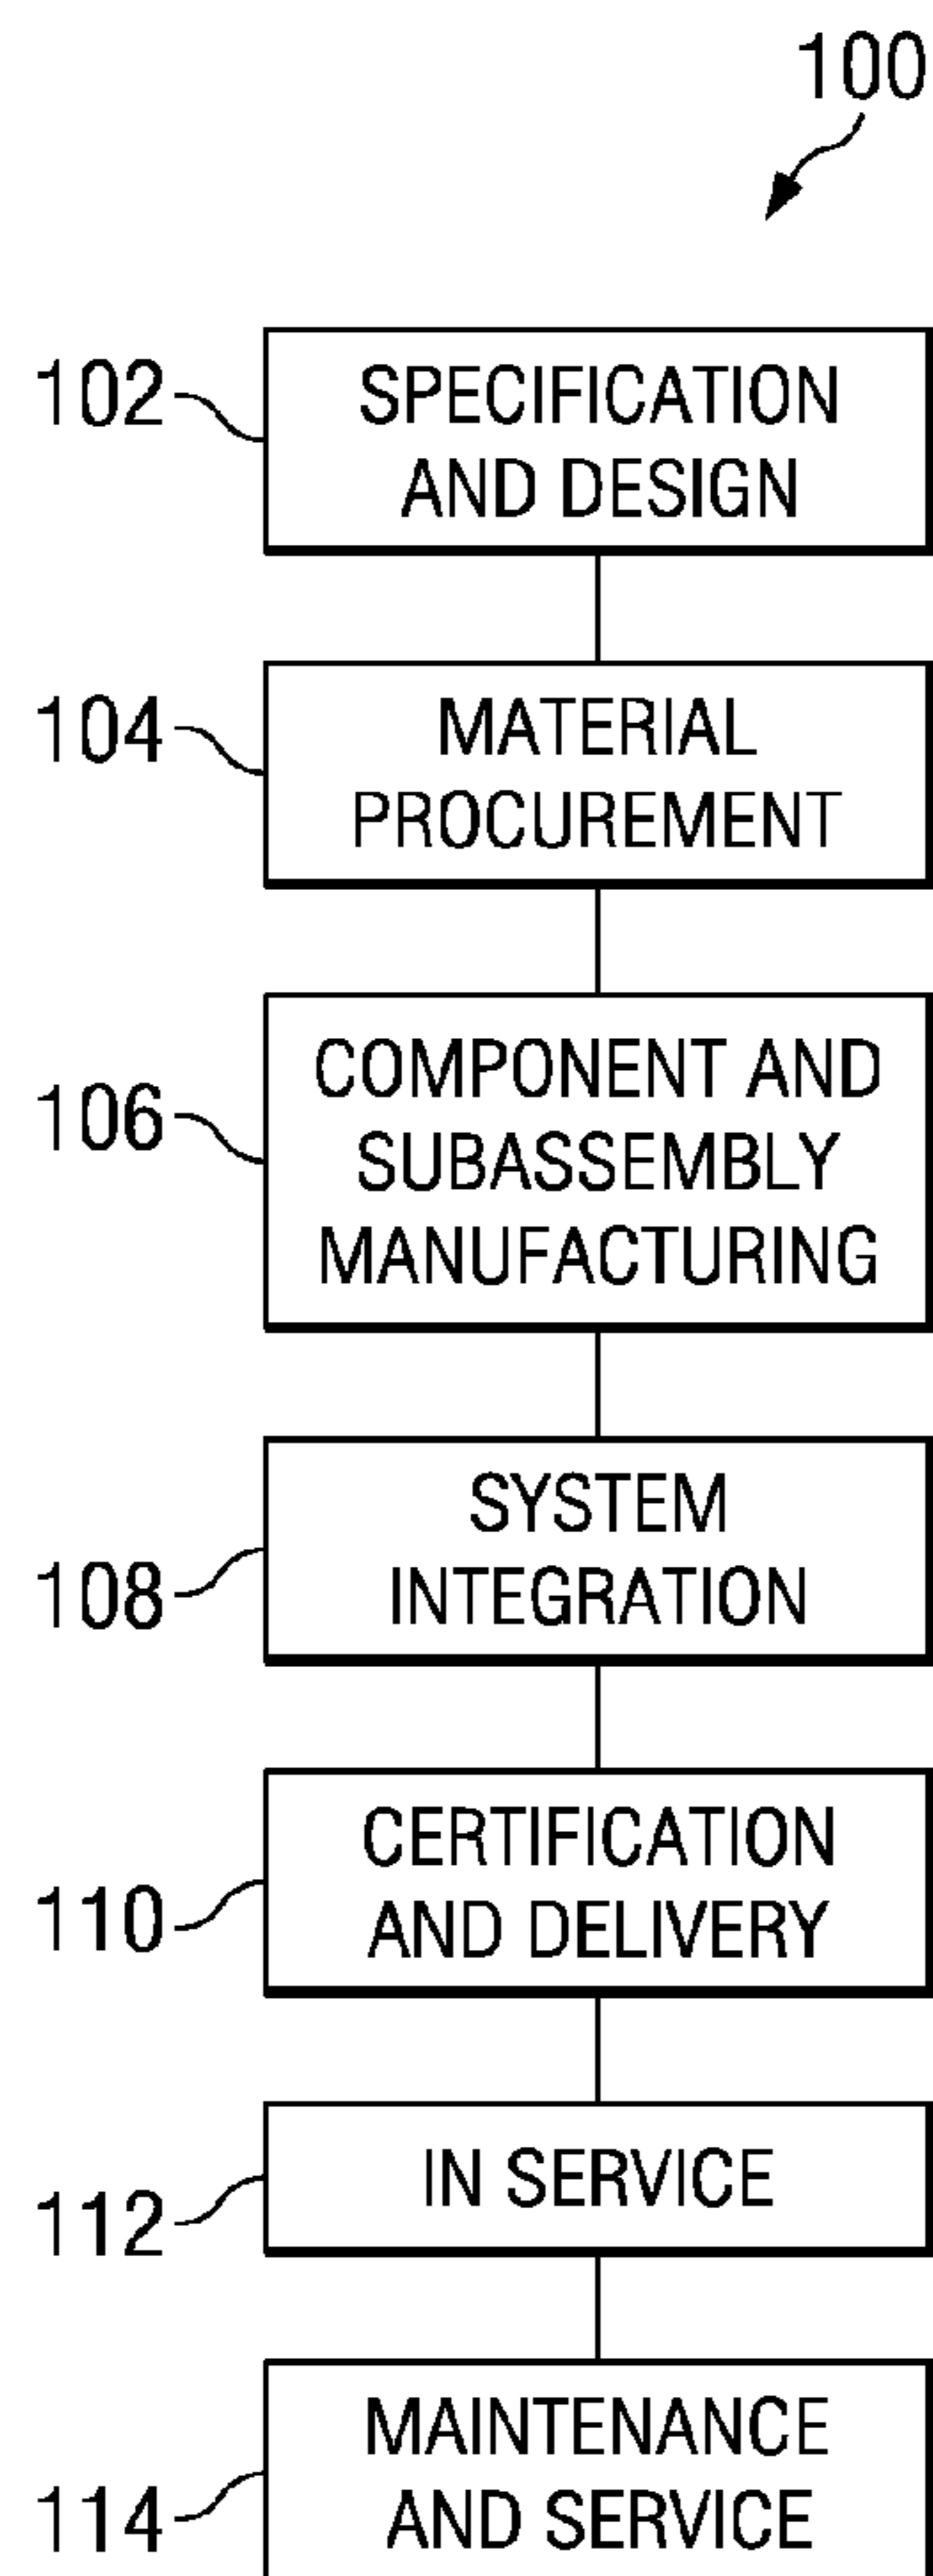 100
102
SPECIFICATION
AND DESIGN
104
MATERIAL
PROCUREMENT
106
COMPONENT AND
SUBASSEMBLY
MANUFACTURING
108
SYSTEM
INTEGRATION
110
CERTIFICATION
AND DELIVERY
112
IN SERVICE
114
MAINTENANCE
AND SERVICE